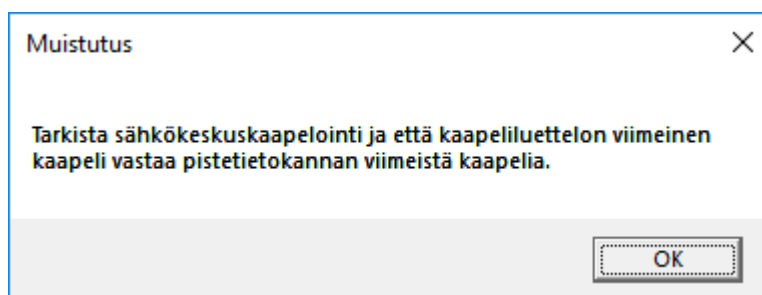 Muistutus
Tarkista sähkökeskuskaapelointi ja että kaapeliluettelon viimeinen
kaapeli vastaa pistetietokannan viimeistä kaapelia.
OK